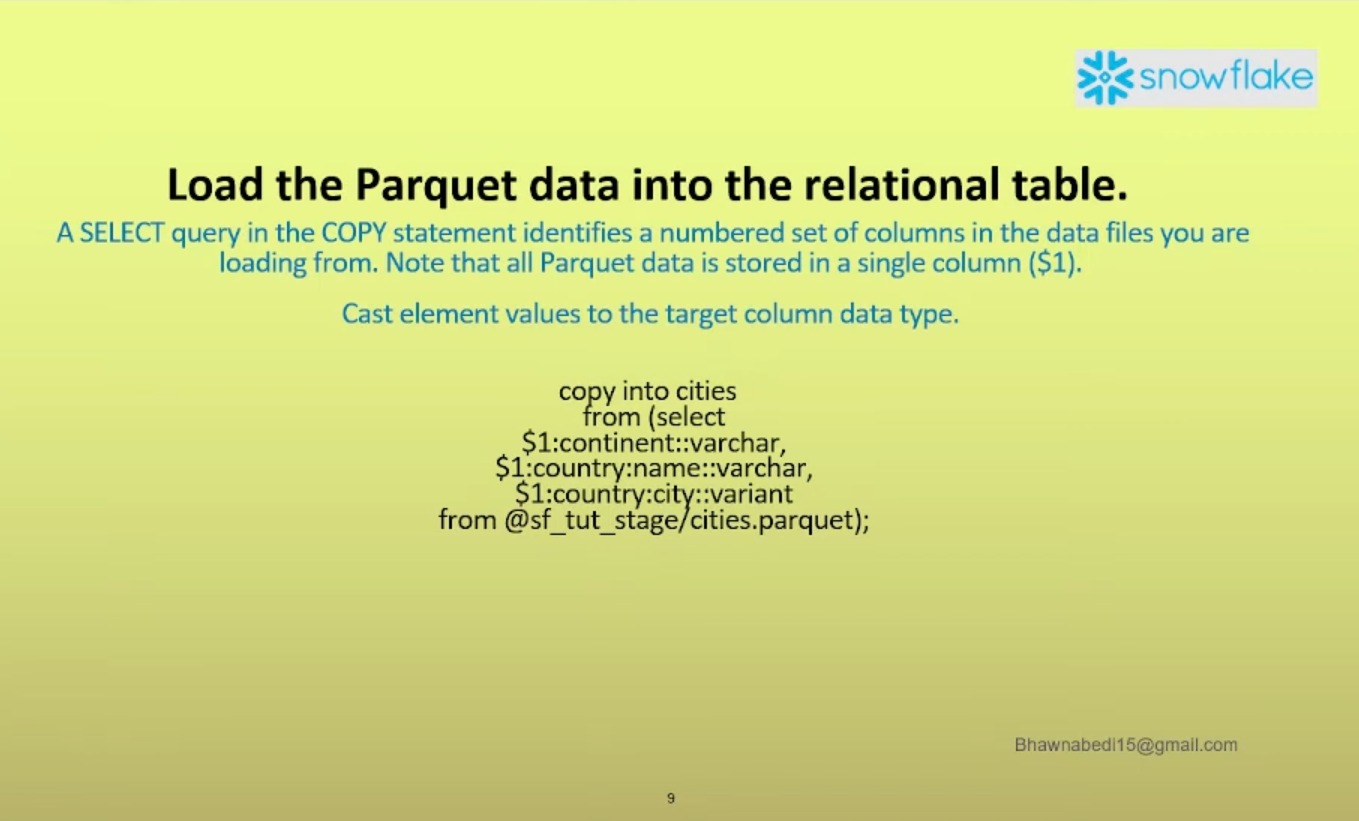 snowflake
Load the Parquet data into the relational table.
A SELECT query in the COPY statement identifies a numbered set of columns in the data files you are
loading from. Note that all Parquet data is stored in a single column ($1).
Cast element values to the target column data type.
copy into cities
from (select
$1:continent::varchar,
$1:country:name::varchar,
$1:country:city::variant
from @sf_tut_stage/cities.parquet);
Bhawnabedi15@gmail.com
9